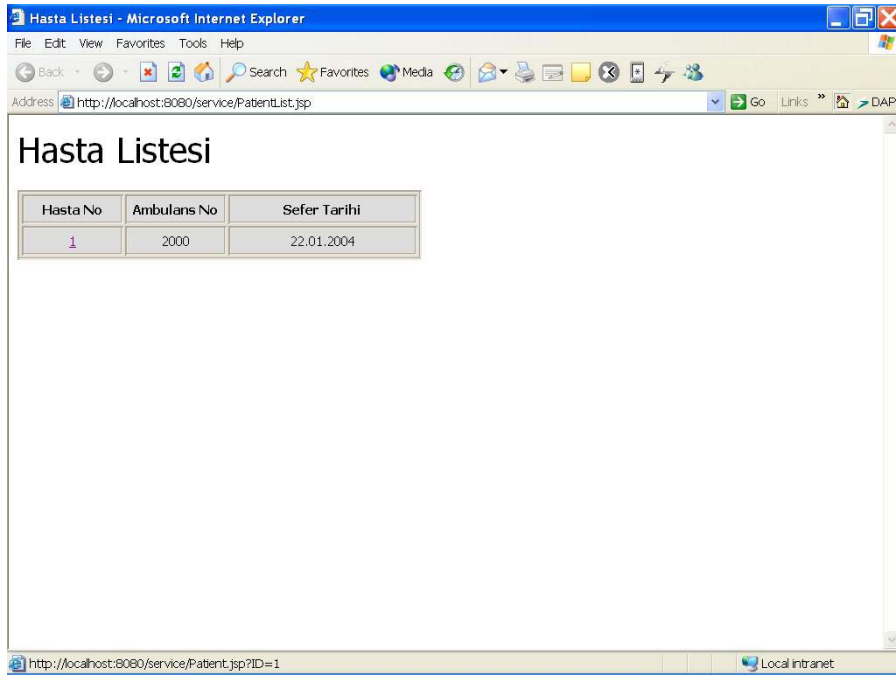 Hasta Listesi - Microsoft Internet Explorer
File Edit View Favorites Tools Help
Back Search Favorites Media
Address http://localhost:8080/service/PatientList.jsp Go Links » DAP
Hasta Listesi
Hasta No Ambulans No Sefer Tarihi
1 2000 22.01.2004
http://localhost:8080/service/Patient.jsp?ID=1 Local intranet